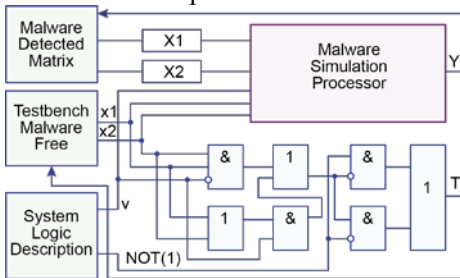 Malware
Detected
Matrix
X1
X2
Malware
Simulation
Processor
Y
Testbench
Malware
Free
x1
x2
&
1
&
1
&
&
1
T
System
Logic
Description
v
NOT(1)